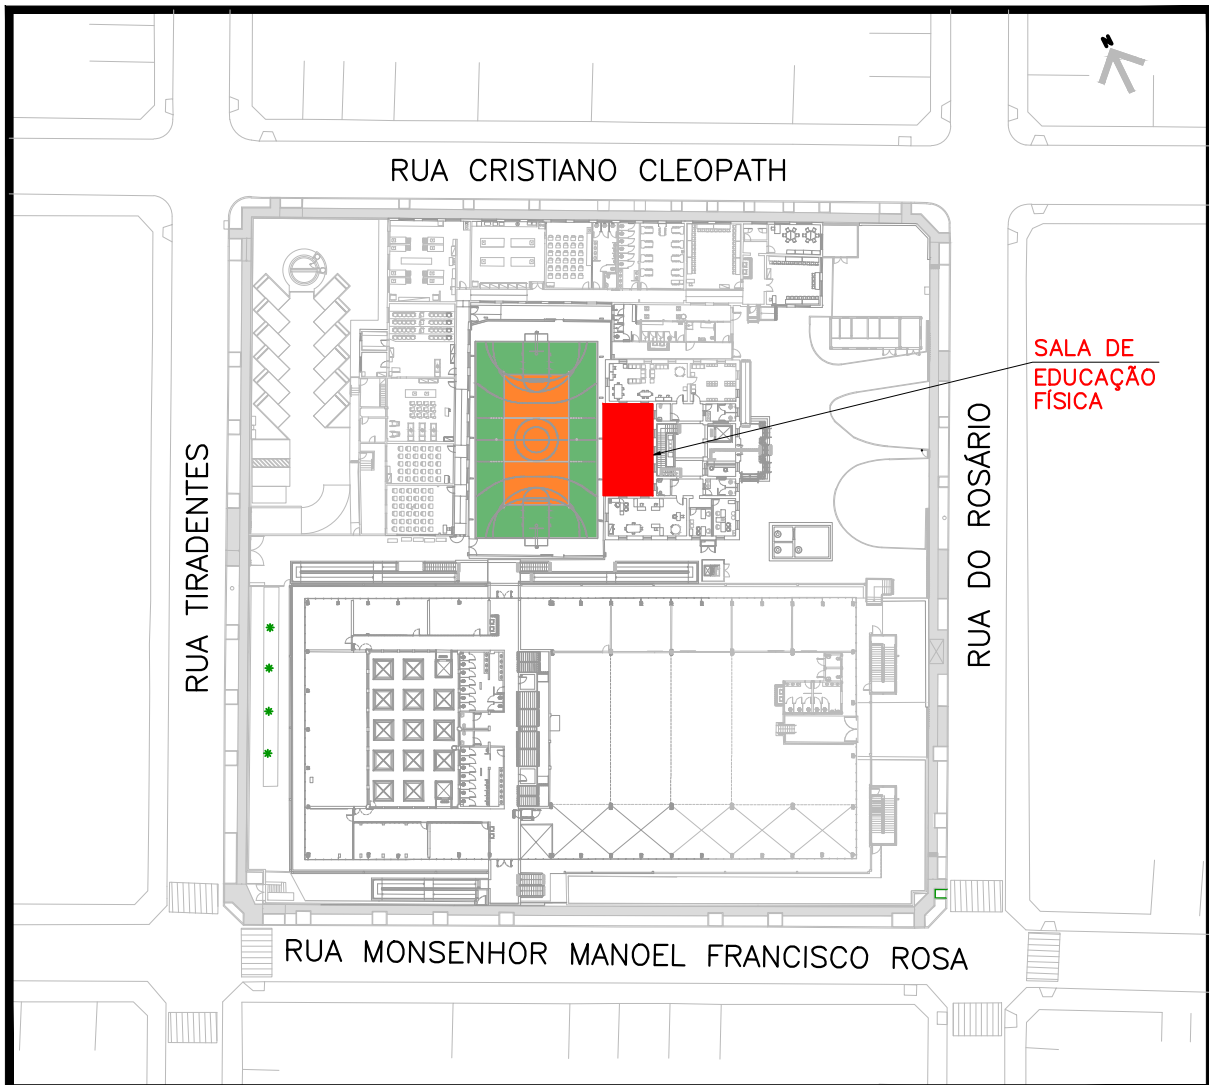 N
RUA CRISTIANO CLEOPATH
SALA DE
EDUCAÇÃO
FÍSICA
RUA TIRADENTES
RUA DO ROSÁRIO
RUA MONSENHOR MANOEL FRANCISCO ROSA